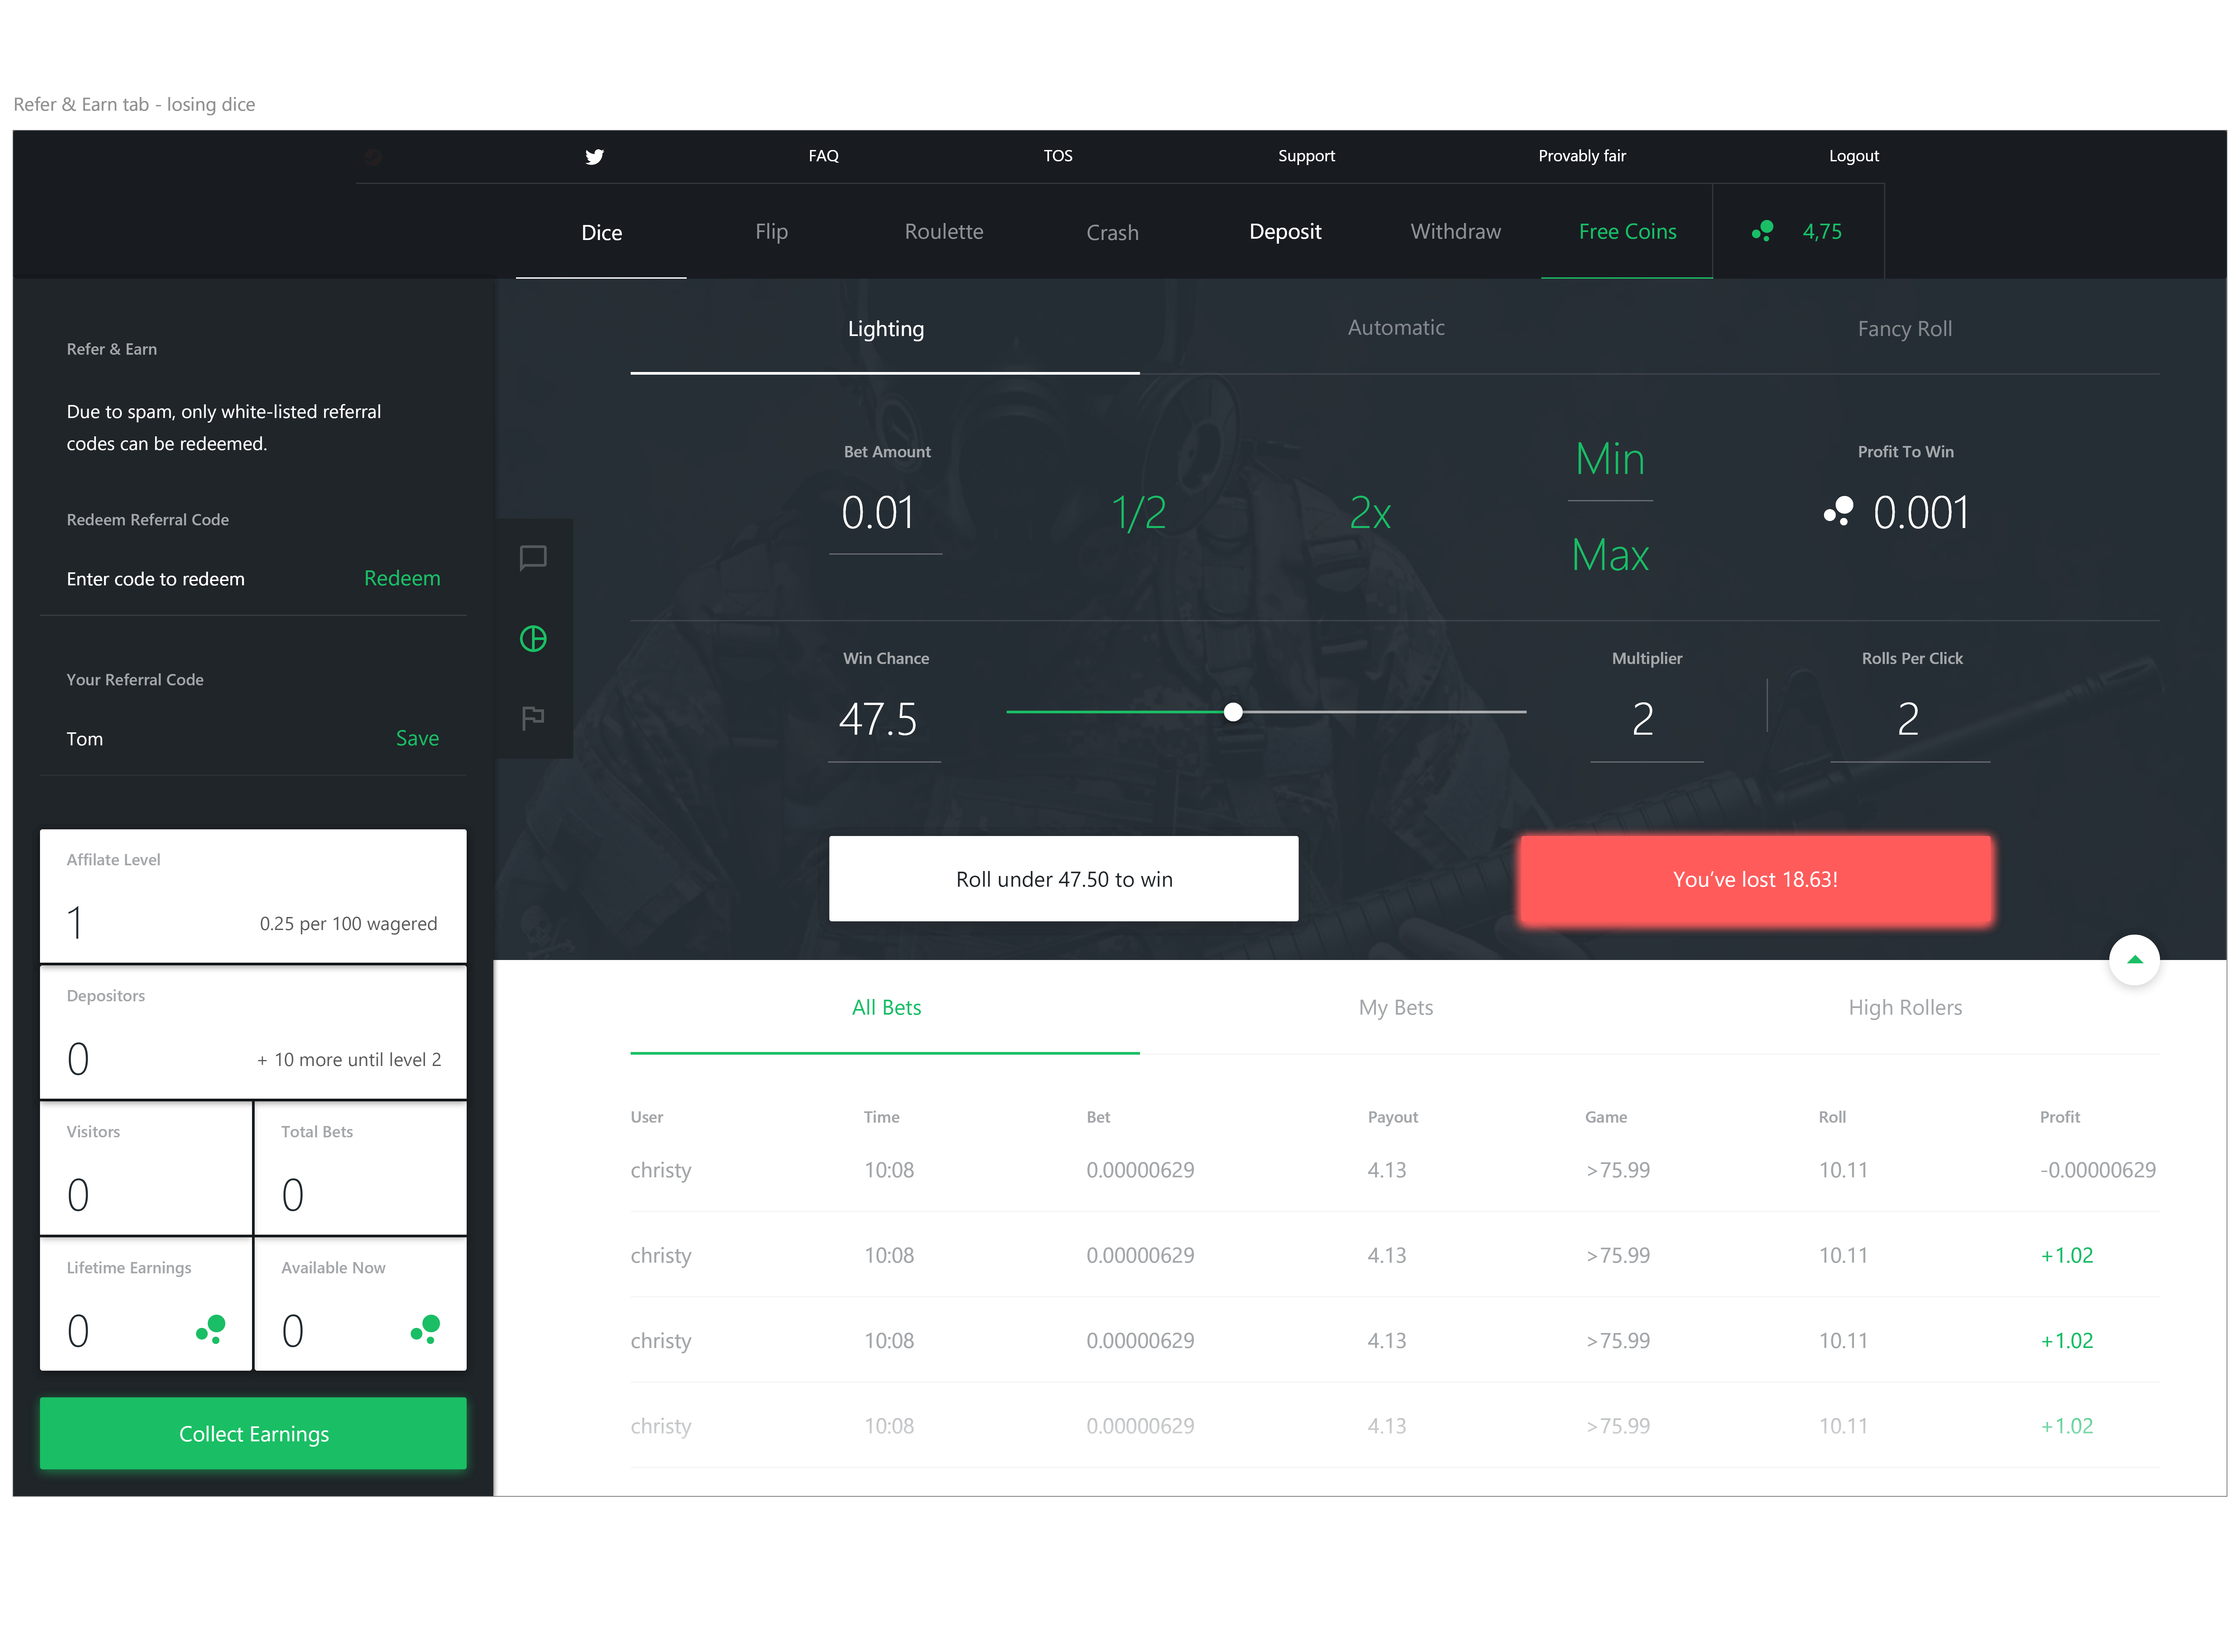 Refer & Earn tab - losing dice
FAQ
TOS
Support
Provably fair
Logout
Dice
Flip
Roulette
Crash
Deposit
Withdraw
Free Coins
4,75
Refer & Earn
Due to spam, only white-listed referral
codes can be redeemed.
Redeem Referral Code
Enter code to redeem
Redeem
Your Referral Code
Tom
Save
Affilate Level
1
0.25 per 100 wagered
Depositors
0
+ 10 more until level 2
Visitors
0
Total Bets
0
Lifetime Earnings
0
Available Now
0
Collect Earnings
Lighting
Automatic
Fancy Roll
Bet Amount
0.01
1/2
2x
Min
Max
Profit To Win
0.001
Win Chance
47.5
Multiplier
2
Rolls Per Click
2
Roll under 47.50 to win
You’ve lost 18.63!
All Bets
My Bets
High Rollers
User Time Bet Payout Game Roll Profit
christy 10:08 0.00000629 4.13 >75.99 10.11 -0.00000629
christy 10:08 0.00000629 4.13 >75.99 10.11 +1.02
christy 10:08 0.00000629 4.13 >75.99 10.11 +1.02
christy 10:08 0.00000629 4.13 >75.99 10.11 +1.02